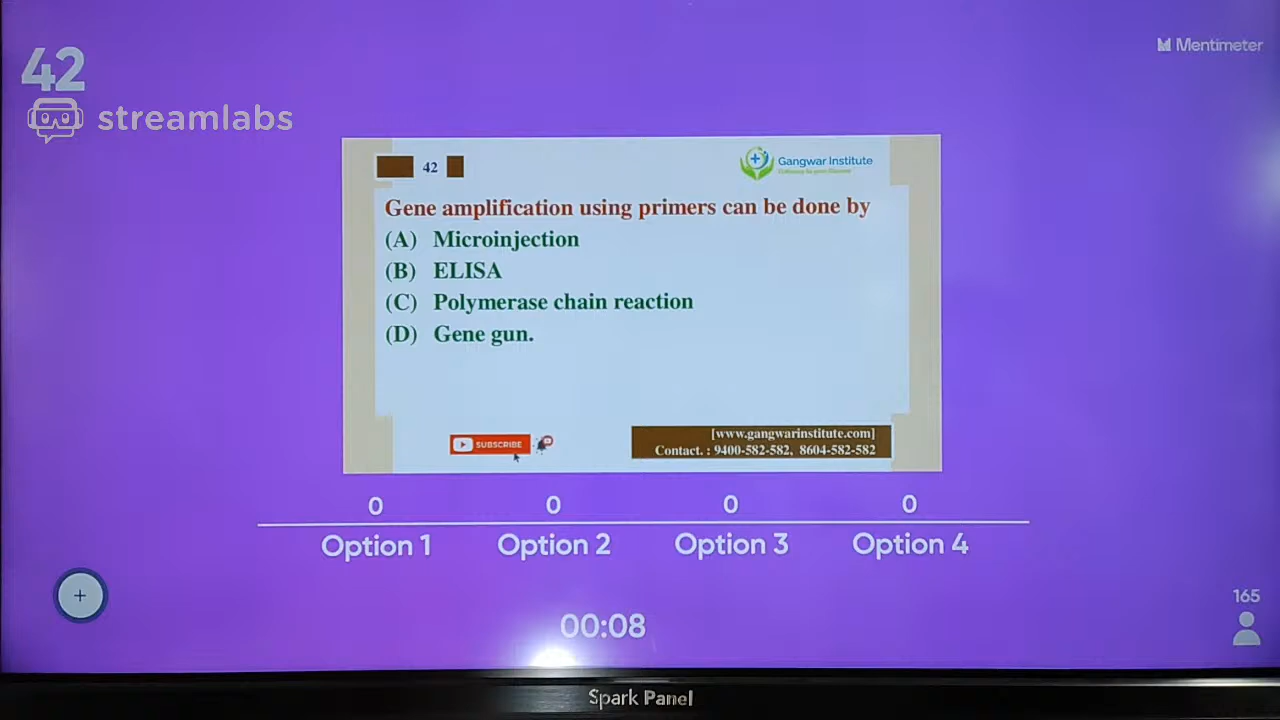 42
Mentimeter
streamlabs
42
Gangwar Institute
Gene amplification using primers can be done by
(A) Microinjection
(B) ELISA
(C) Polymerase chain reaction
(D) Gene gun.
SUBSCRIBE
[www.gangwarinstitute.com]
Contact. : 9400-582-582, 8604-582-582
0 0 0 0
Option 1 Option 2 Option 3 Option 4
+
165
00:08
Spark Panel